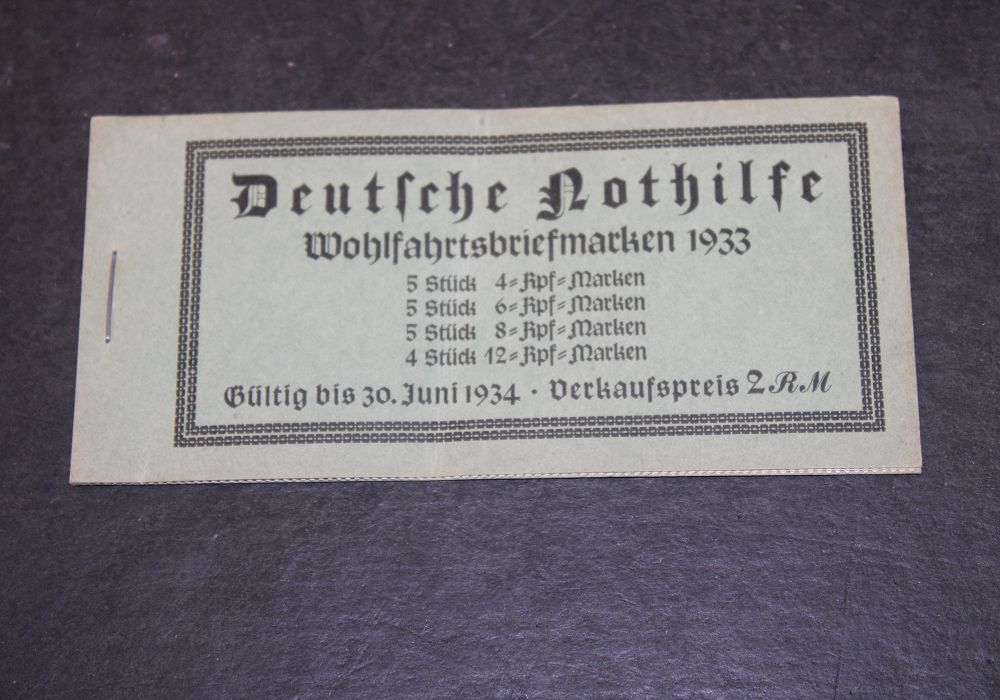 Deutsche Nothilfe
Wohlfahrtsbriefmarken 1933
5 Stück 4=Rpf=Marken
5 Stück 6=Rpf=Marken
5 Stück 8=Rpf=Marken
4 Stück 12=Rpf=Marken
Gültig bis 30. Juni 1934 · Verkaufspreis 2 RM